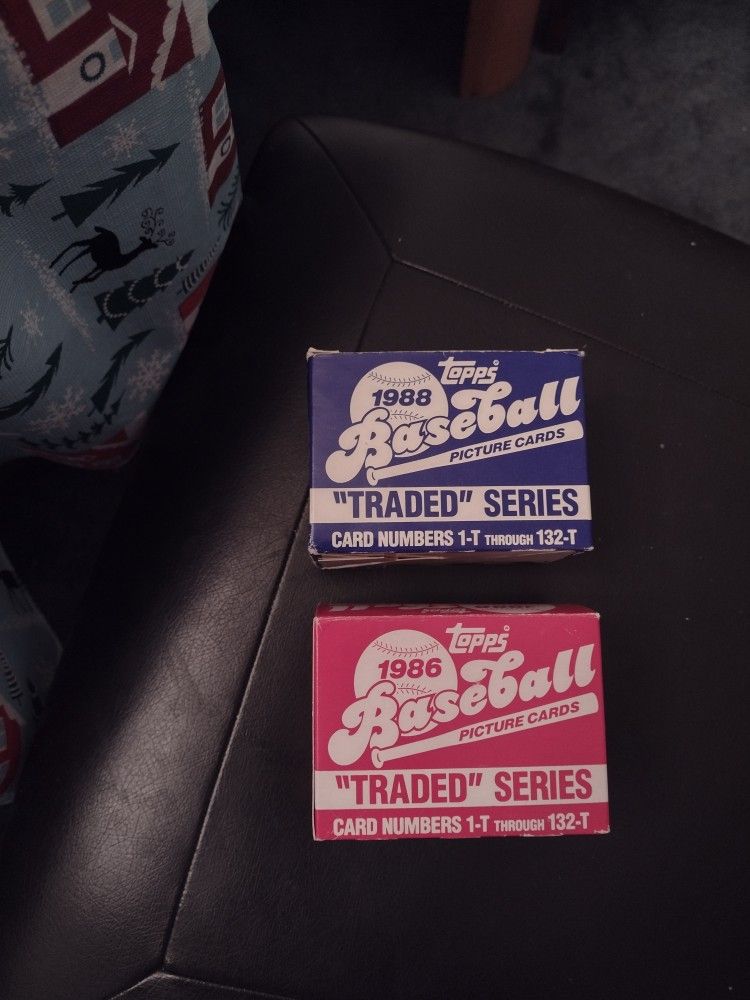 Topps
1988
Baseball
PICTURE CARDS
"TRADED" SERIES
CARD NUMBERS 1-T THROUGH 132-T
Topps
1986
Baseball
PICTURE CARDS
"TRADED" SERIES
CARD NUMBERS 1-T THROUGH 132-T